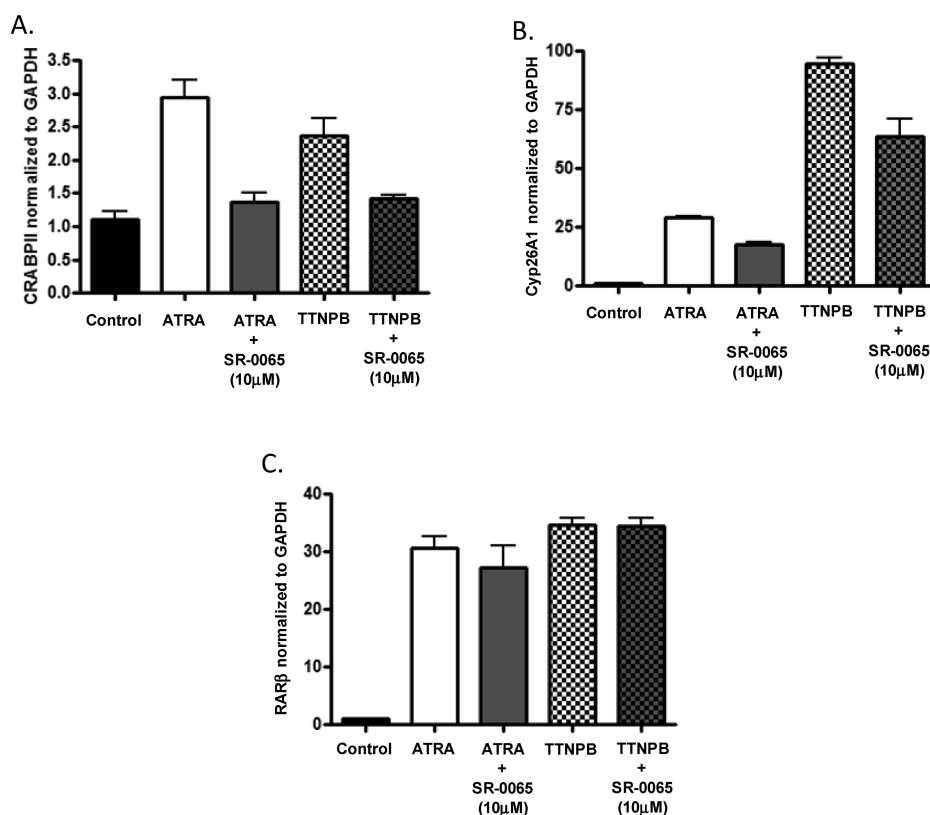 A.
CRABPII normalized to GAPDH
3.5
3.0
2.5
2.0
1.5
1.0
0.5
0.0
Control
ATRA
ATRA
+
SR-0065
(10μM)
TTNPB
TTNPB
+
SR-0065
(10μM)
B.
Cyp26A1 normalized to GAPDH
100
75
50
25
0
Control
ATRA
ATRA
+
SR-0065
(10μM)
TTNPB
TTNPB
+
SR-0065
(10μM)
C.
RARβ normalized to GAPDH
40
30
20
10
0
Control
ATRA
ATRA
+
SR-0065
(10μM)
TTNPB
TTNPB
+
SR-0065
(10μM)